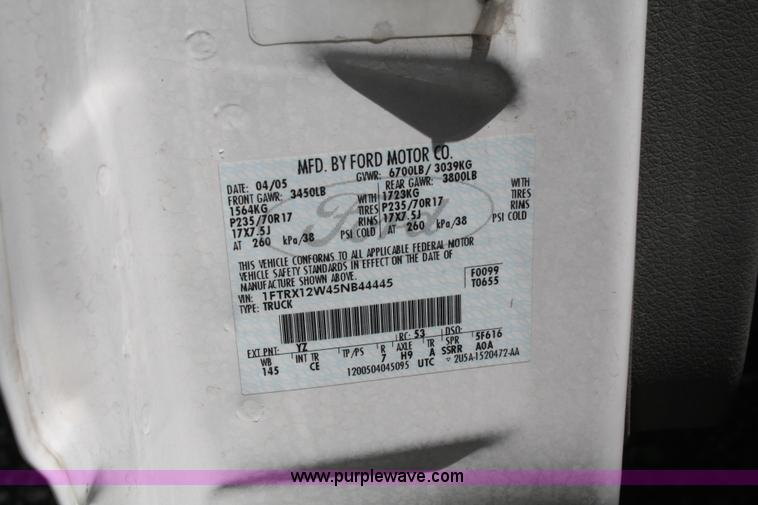 MFD. BY FORD MOTOR CO.
DATE: 04/05 GVWR: 6700LB/ 3039KG
FRONT GAWR: 3450LB REAR GAWR: 3800LB
1564KG WITH 1723KG WITH
P235/70R17 TIRES P235/70R17 TIRES
17X7.5J RIMS 17X7.5J RIMS
AT 260 kPa/38 PSI COLD AT 260 kPa/38 PSI COLD
Ford
THIS VEHICLE CONFORMS TO ALL APPLICABLE FEDERAL MOTOR
VEHICLE SAFETY STANDARDS IN EFFECT ON THE DATE OF
MANUFACTURE SHOWN ABOVE.
VIN: 1FTRX12W45NB44445 F0099
TYPE: TRUCK T0655
EXT PNT: YZ RC: 53 DSO:
WB INT TR TP/PS R AXLE TR SPR 5F616
145 CE 7 H9 A SSRR A0A
1200504045095 UTC ▽ 2U5A-1520472-AA
www.purplewave.com